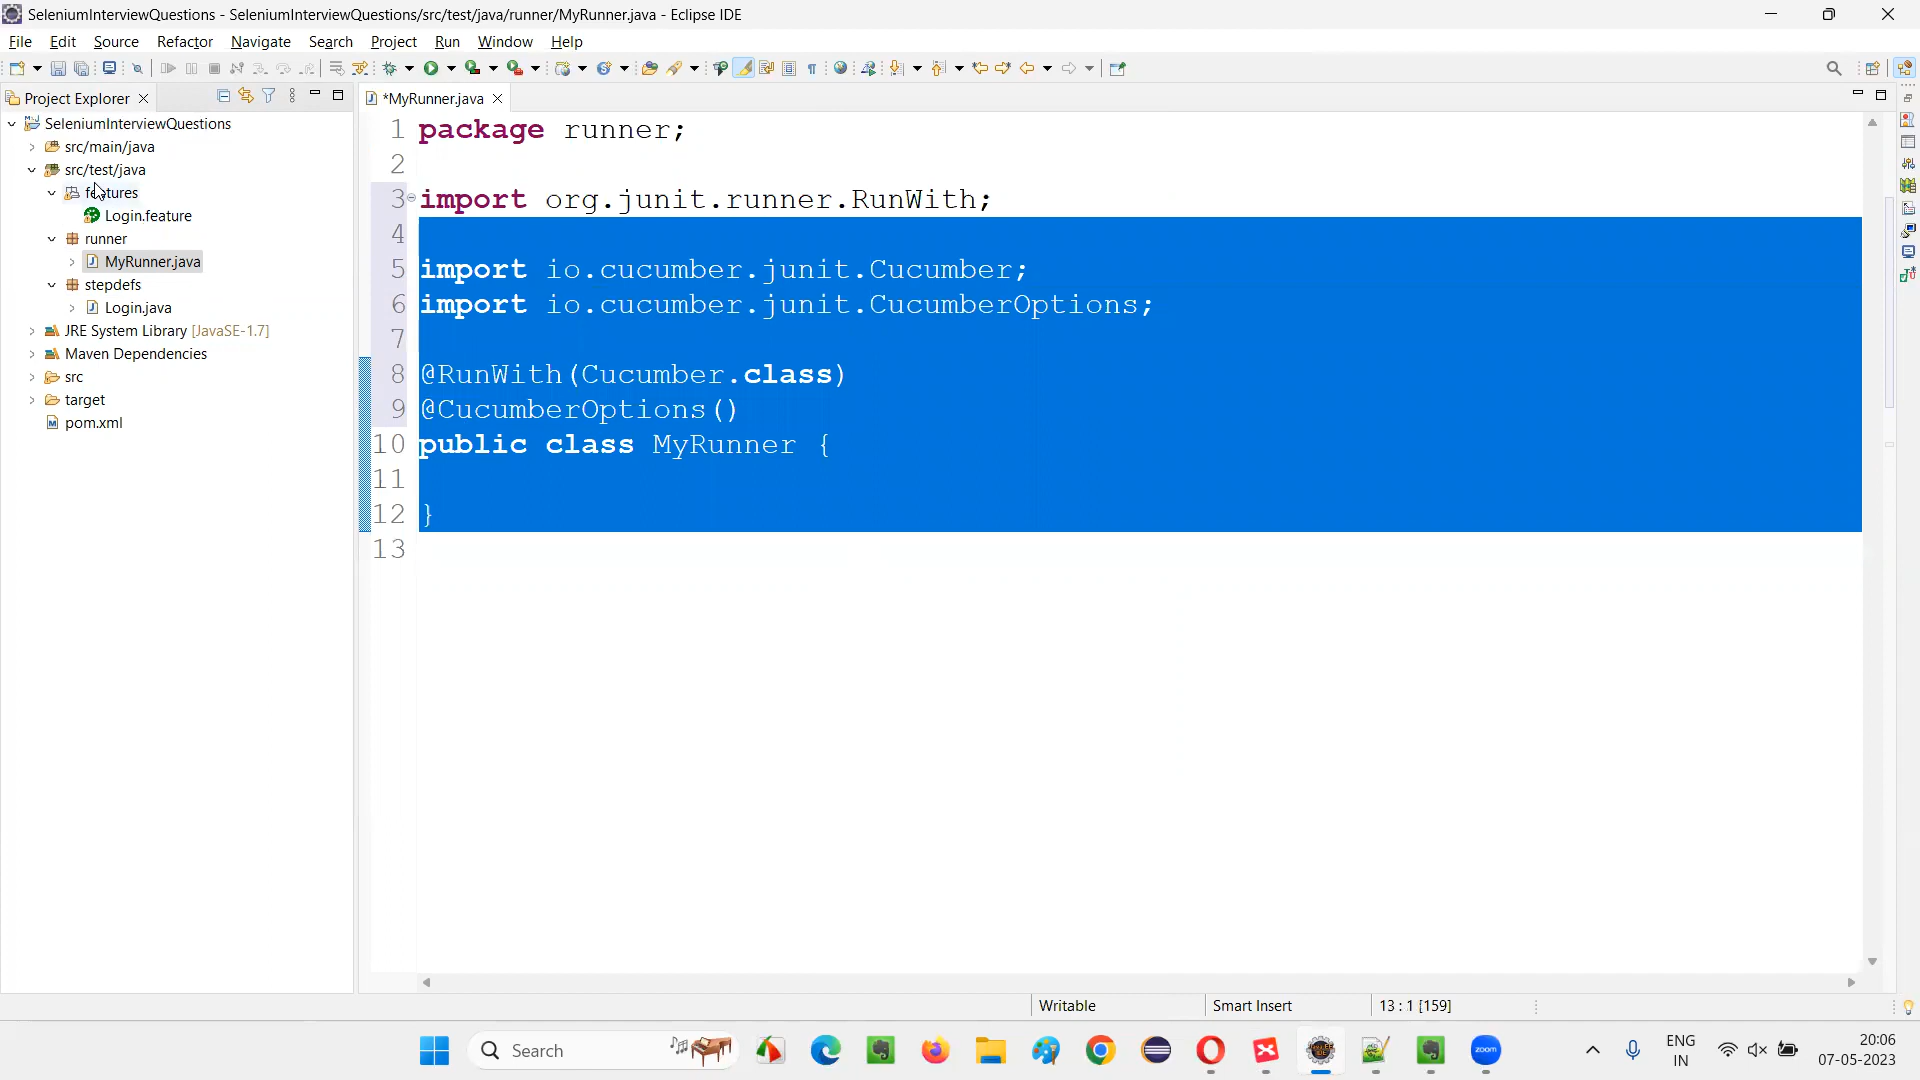 SeleniumInterviewQuestions - SeleniumInterviewQuestions/src/test/java/runner/MyRunner.java - Eclipse IDE
File Edit Source Refactor Navigate Search Project Run Window Help
Project Explorer
*MyRunner.java
SeleniumInterviewQuestions
src/main/java
src/test/java
features
Login.feature
runner
MyRunner.java
stepdefs
Login.java
JRE System Library [JavaSE-1.7]
Maven Dependencies
src
target
pom.xml
1 package runner;
2
3 import org.junit.runner.RunWith;
4
5 import io.cucumber.junit.Cucumber;
6 import io.cucumber.junit.CucumberOptions;
7
8 @RunWith(Cucumber.class)
9 @CucumberOptions()
10 public class MyRunner {
11
12 }
13
Writable Smart Insert 13 : 1 [159]
Search
zoom
ENG
IN
20:06
07-05-2023